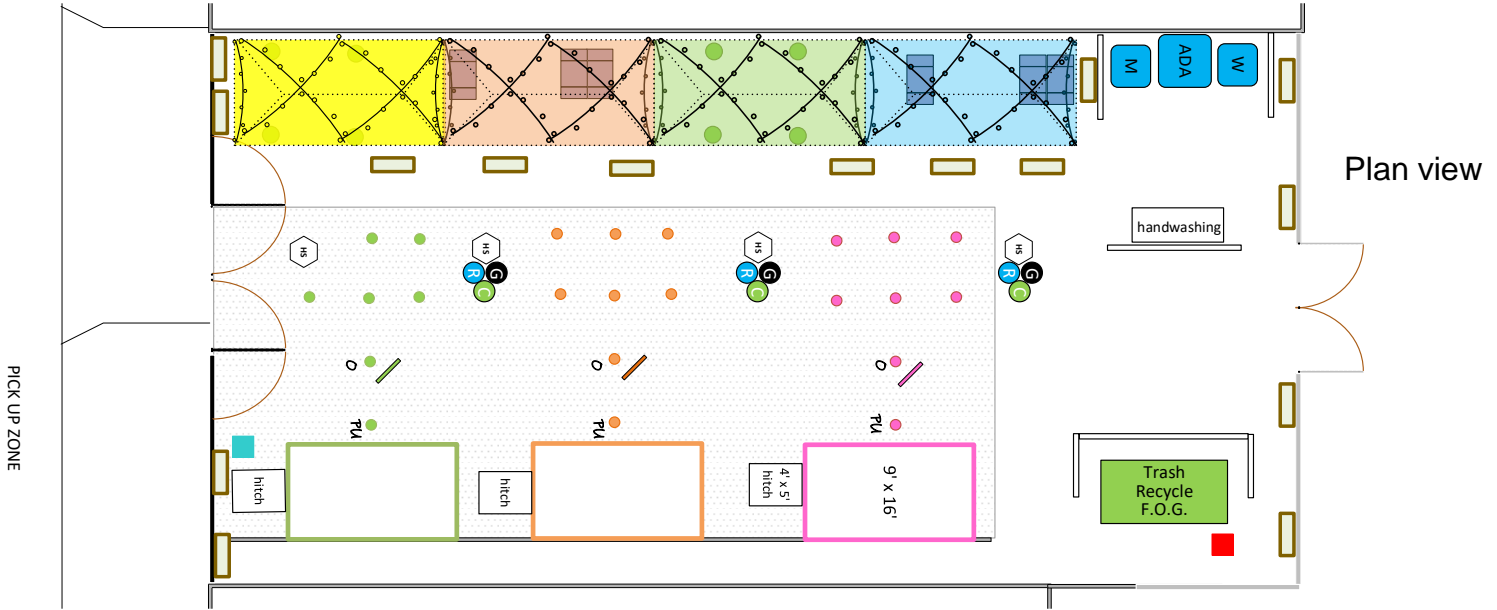 M
ADA
W
Plan view
handwashing
HS
HS
HS
HS
R
G
C
R
G
C
R
G
C
O
O
O
PU
PU
PU
PICK UP ZONE
hitch
hitch
4' x 5'
hitch
9' x 16'
Trash
Recycle
F.O.G.